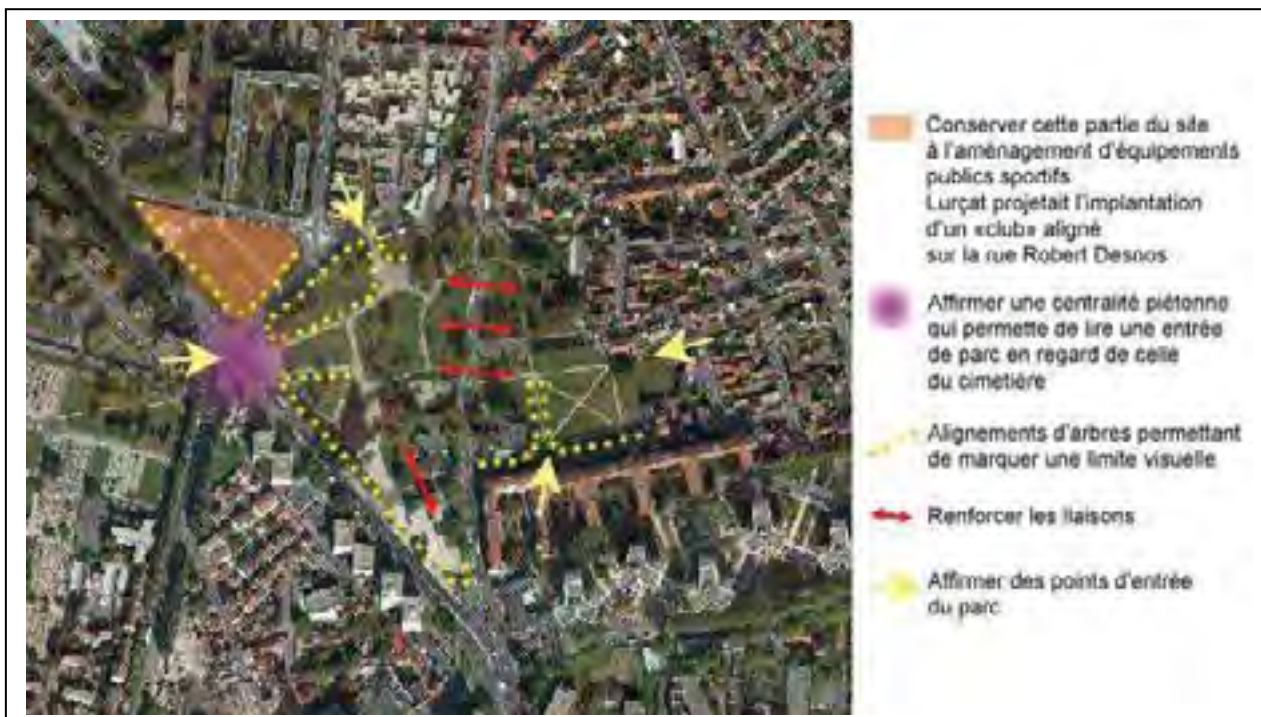 Conserver cette partie du site
à l'aménagement d'équipements
publics sportifs
Lurçat projetait l'implantation
d'un «club» aligné
sur la rue Robert Desnos
Affirmer une centralité piétonne
qui permette de lire une entrée
de parc en regard de celle
du cimetière
Alignements d'arbres permettant
de marquer une limite visuelle
Renforcer les liaisons
Affirmer des points d'entrée
du parc